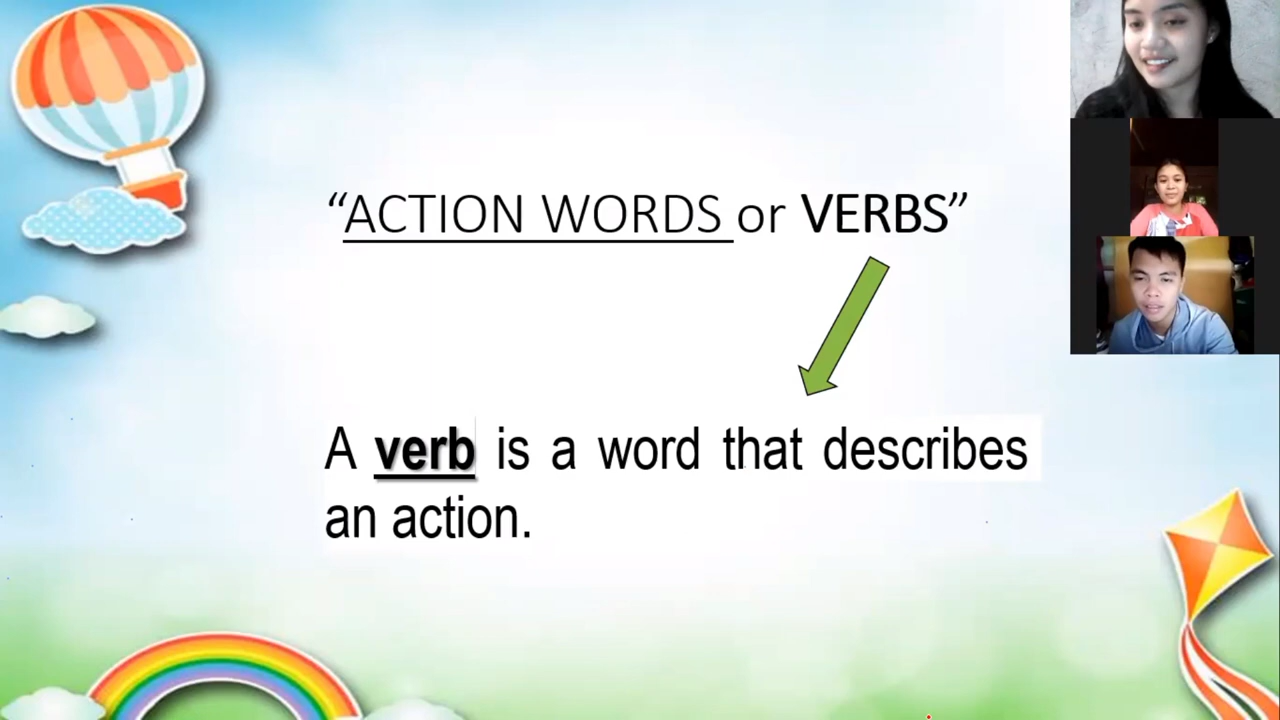 “ACTION WORDS or VERBS”
A verb is a word that describes
an action.